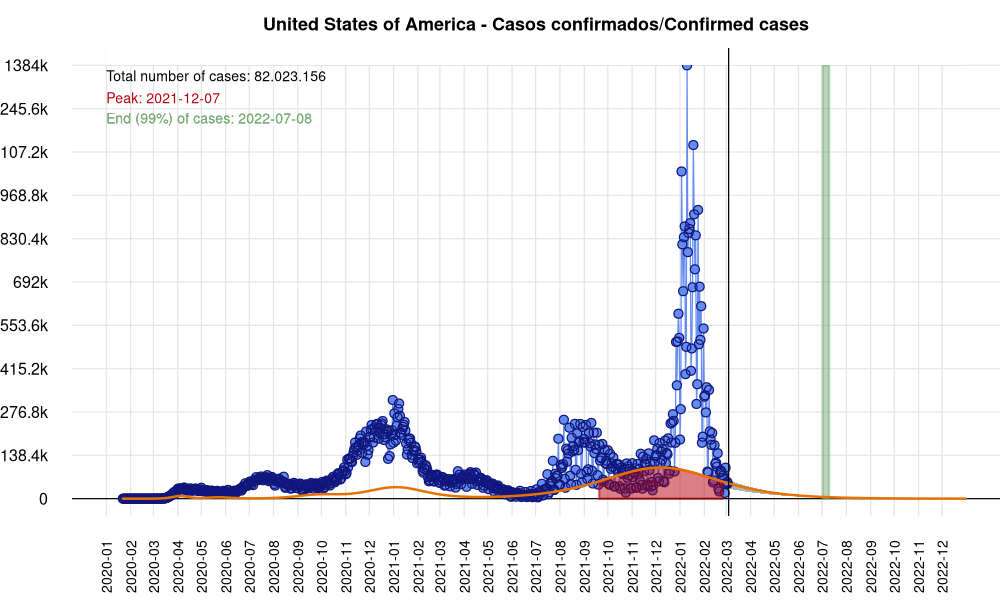 United States of America - Casos confirmados/Confirmed cases
Total number of cases: 82.023.156
Peak: 2021-12-07
End (99%) of cases: 2022-07-08
1384k
245.6k
107.2k
968.8k
830.4k
692k
553.6k
415.2k
276.8k
138.4k
0
2020-01
2020-02
2020-03
2020-04
2020-05
2020-06
2020-07
2020-08
2020-09
2020-10
2020-11
2020-12
2021-01
2021-02
2021-03
2021-04
2021-05
2021-06
2021-07
2021-08
2021-09
2021-10
2021-11
2021-12
2022-01
2022-02
2022-03
2022-04
2022-05
2022-06
2022-07
2022-08
2022-09
2022-10
2022-11
2022-12